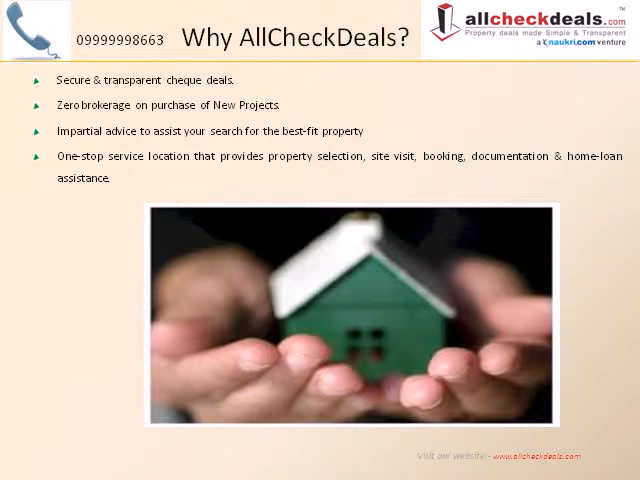 09999998663
Why AllCheckDeals?
allcheckdeals.com
TM
Property deals made Simple & Transparent
a naukri.com venture
Secure & transparent cheque deals.
Zero brokerage on purchase of New Projects.
Impartial advice to assist your search for the best-fit property
One-stop service location that provides property selection, site visit, booking, documentation & home-loan
assistance.
Visit our website:- www.allcheckdeals.com